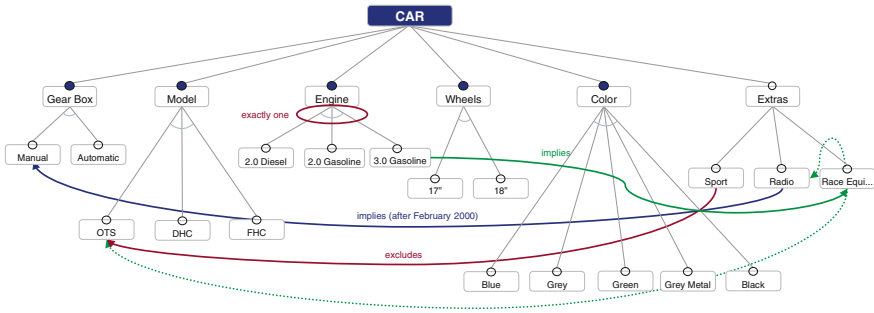 CAR
Gear Box
Model
Engine
Wheels
Color
Extras
exactly one
Manual
Automatic
2.0 Diesel
2.0 Gasoline
3.0 Gasoline
implies
17"
18"
Sport
Radio
Race Equi...
implies (after February 2000)
OTS
DHC
FHC
excludes
Blue
Grey
Green
Grey Metal
Black